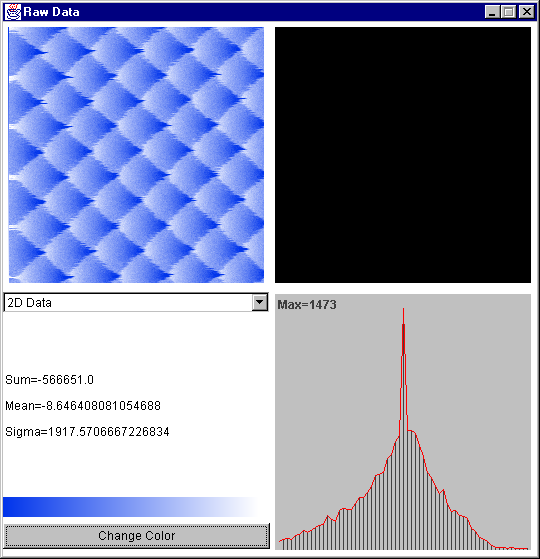 Raw Data
2D Data
Max=1473
Sum=-566651.0
Mean=-8.646408081054688
Sigma=1917.5706667226834
Change Color